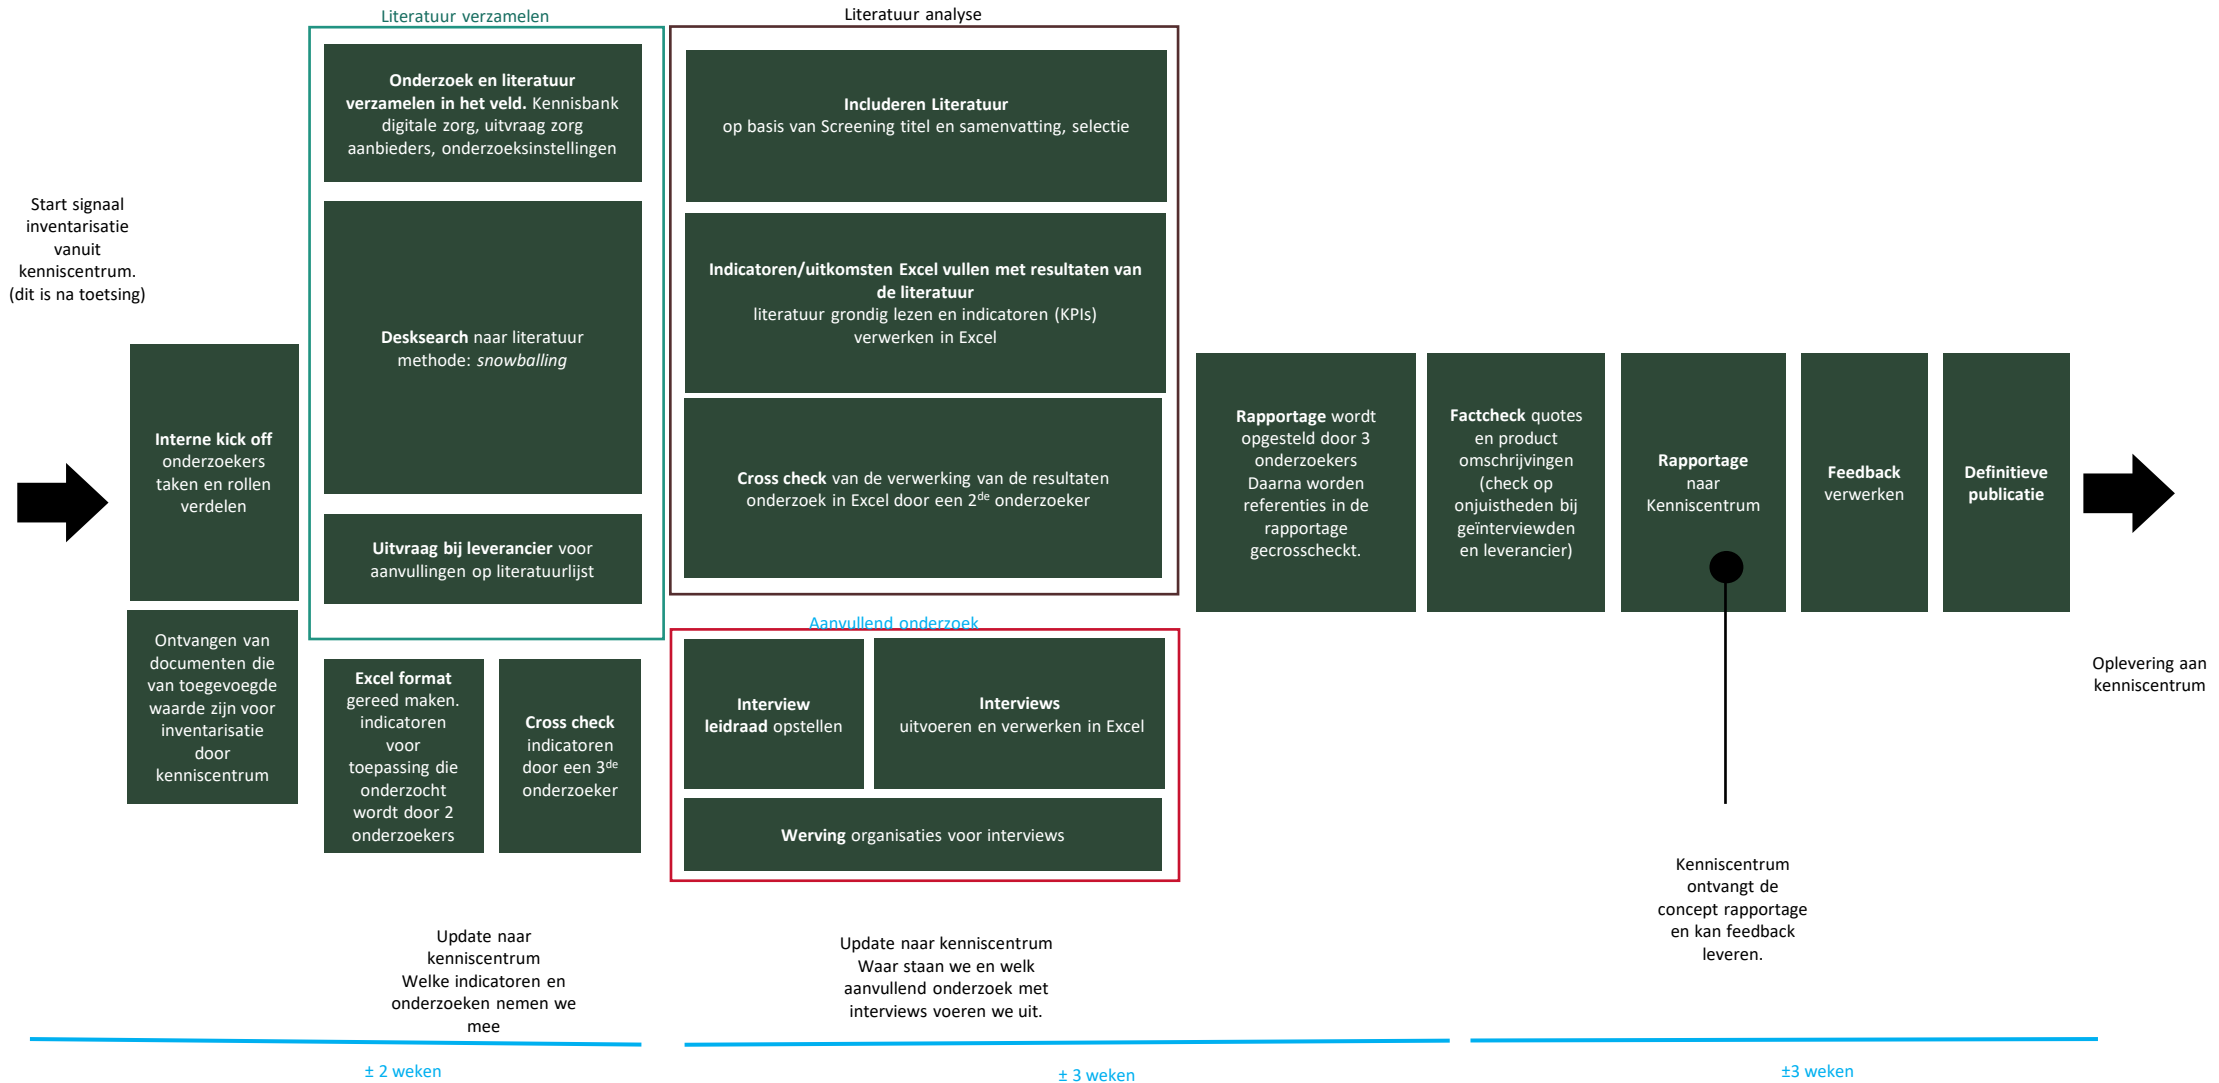 Literatuur verzamelen
Literatuur analyse
Start signaal
inventarisatie
vanuit
kenniscentrum.
(dit is na toetsing)
Interne kick off
onderzoekers
taken en rollen
verdelen
Ontvangen van
documenten die
van toegevoegde
waarde zijn voor
inventarisatie
door
kenniscentrum
Onderzoek en literatuur
verzamelen in het veld. Kennisbank
digitale zorg, uitvraag zorg
aanbieders, onderzoeksinstellingen
Desksearch naar literatuur
methode: snowballing
Uitvraag bij leverancier voor
aanvullingen op literatuurlijst
Excel format
gereed maken.
indicatoren
voor
toepassing die
onderzocht
wordt door 2
onderzoekers
Cross check
indicatoren
door een 3de
onderzoeker
Includeren Literatuur
op basis van Screening titel en samenvatting, selectie
Indicatoren/uitkomsten Excel vullen met resultaten van
de literatuur
literatuur grondig lezen en indicatoren (KPIs)
verwerken in Excel
Cross check van de verwerking van de resultaten
onderzoek in Excel door een 2de onderzoeker
Aanvullend onderzoek
Interview
leidraad opstellen
Interviews
uitvoeren en verwerken in Excel
Werving organisaties voor interviews
Rapportage wordt
opgesteld door 3
onderzoekers
Daarna worden
referenties in de
rapportage
gecrosscheckt.
Factcheck quotes
en product
omschrijvingen
(check op
onjuistheden bij
geïnterviewden
en leverancier)
Rapportage
naar
Kenniscentrum
Feedback
verwerken
Definitieve
publicatie
Oplevering aan
kenniscentrum
Kenniscentrum
ontvangt de
concept rapportage
en kan feedback
leveren.
Update naar
kenniscentrum
Welke indicatoren en
onderzoeken nemen we
mee
Update naar kenniscentrum
Waar staan we en welk
aanvullend onderzoek met
interviews voeren we uit.
± 2 weken
± 3 weken
±3 weken